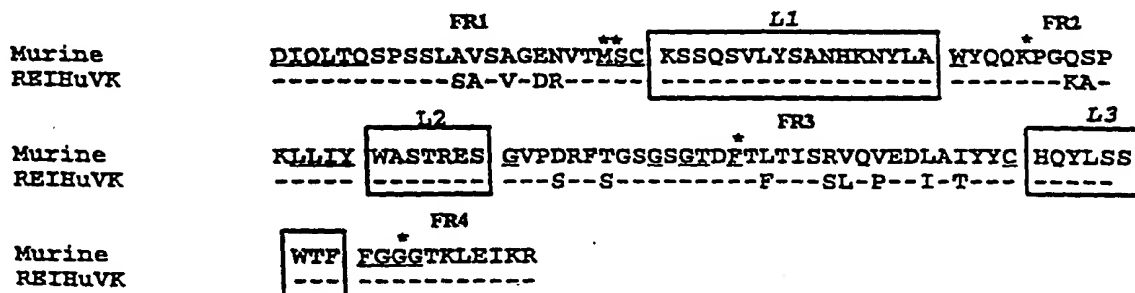 FR1 L1 FR2
** *
Murine DIQLTQSPSSLAVSAGENVTMSC KSSQSVLYSANHKNYLA WYQQKPGQSP
REIHuVK -----------SA-V-DR------- ----------------- --------KA-
L2 FR3 L3
*
Murine KLLIY WASTRES GVPDRFTGSGSGTDFTLTISRVQVEDLAIYYC HQYLSS
REIHuVK ----- ------- ---S--T---------F---SL-P--I-T--- ------
FR4
*
Murine WTF FGGGTKLEIKR
REIHuVK --- ------------